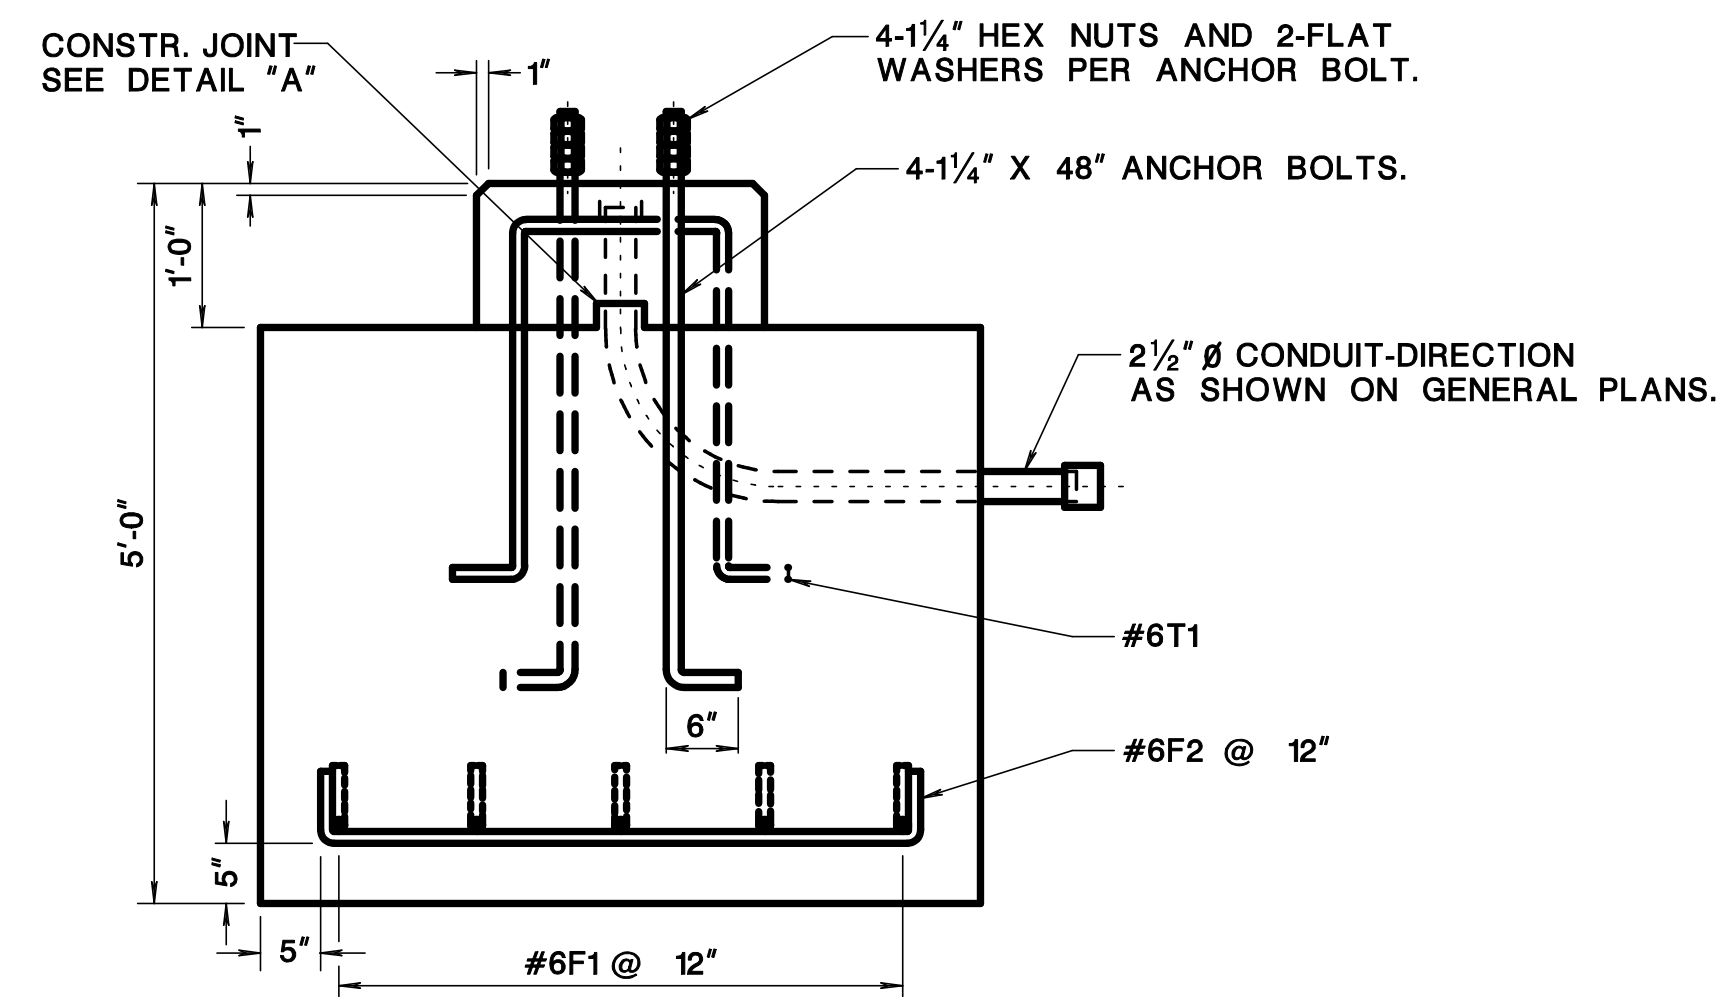 CONSTR. JOINT
SEE DETAIL "A"
1"
4-1¼" HEX NUTS AND 2-FLAT
WASHERS PER ANCHOR BOLT.
1"
4-1¼" X 48" ANCHOR BOLTS.
1'-0"
2½" Ø CONDUIT-DIRECTION
AS SHOWN ON GENERAL PLANS.
5'-0"
#6T1
6"
#6F2 @ 12"
5"
5"
#6F1 @ 12"